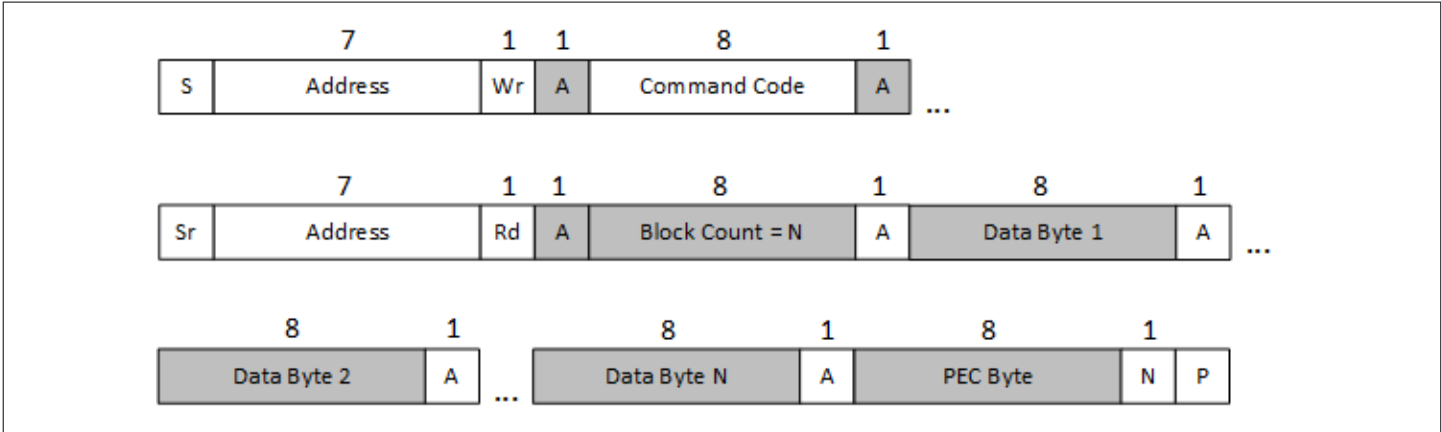 7 1 1 8 1
S Address Wr A Command Code A ...
7 1 1 8 1 8 1
Sr Address Rd A Block Count = N A Data Byte 1 A ...
8 1 8 1 8 1
Data Byte 2 A ... Data Byte N A PEC Byte N P